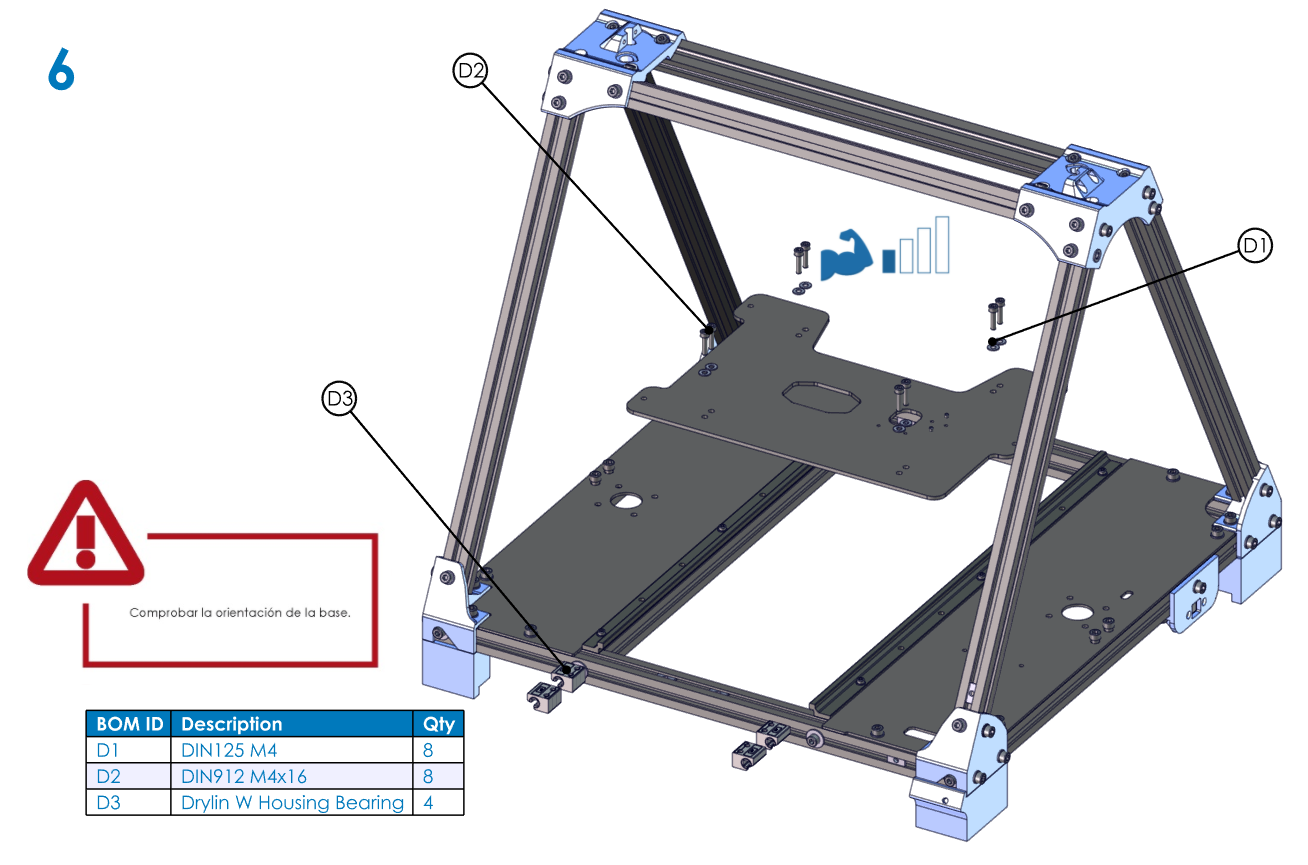 6
D2
D1
D3
Comprobar la orientación de la base.
BOM ID Description Qty
D1 DIN125 M4 8
D2 DIN912 M4x16 8
D3 Drylin W Housing Bearing 4